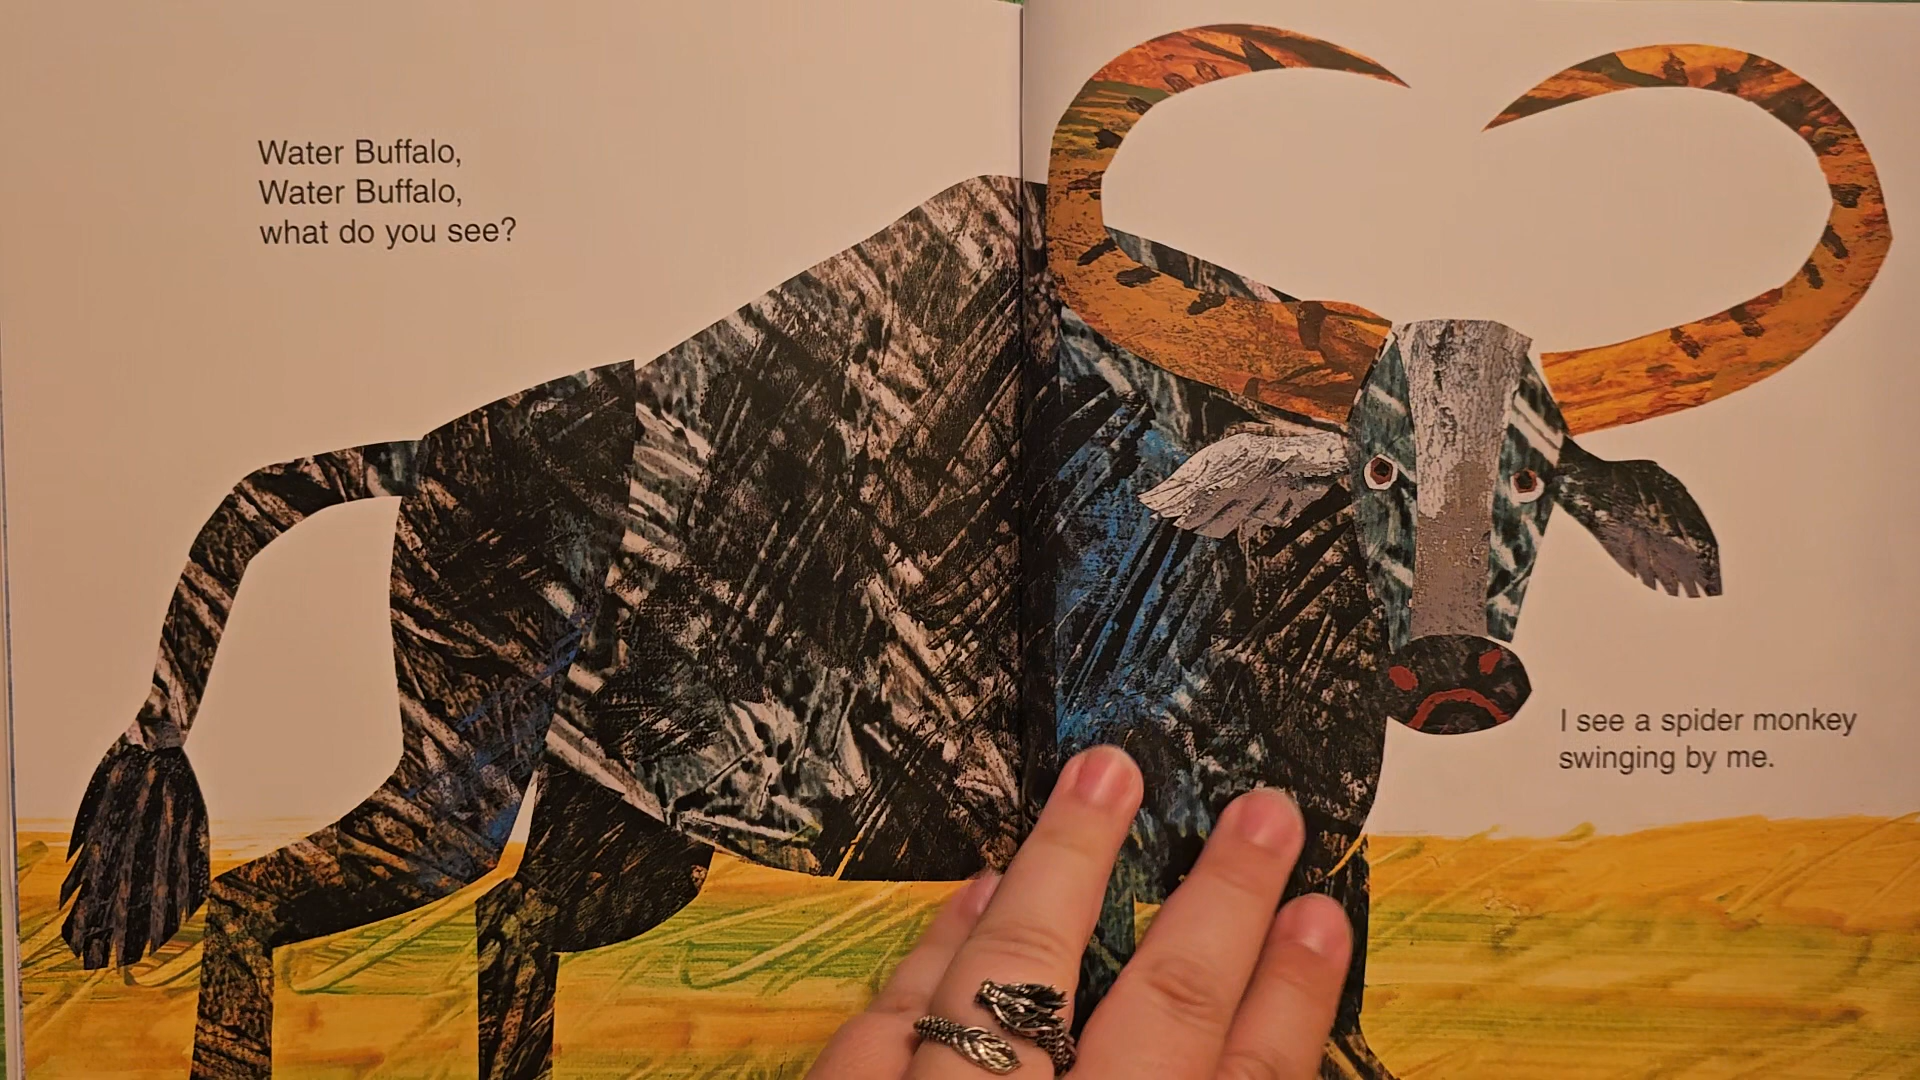 Water Buffalo,
Water Buffalo,
what do you see?
I see a spider monkey
swinging by me.